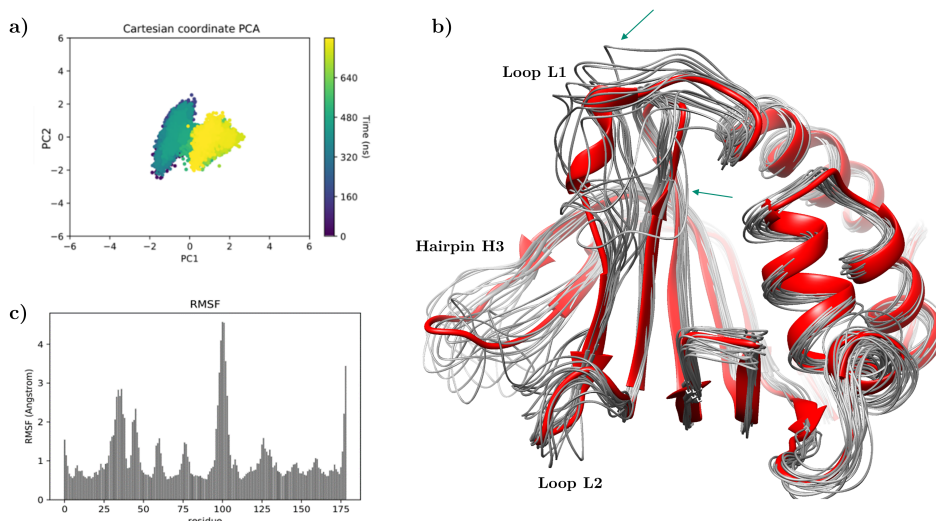 a)
Cartesian coordinate PCA
6
4
2
0
−2
−4
−6
PC2
−6
−4
−2
0
2
4
6
PC1
640
480
320
160
0
Time (ns)
b)
Loop L1
Hairpin H3
Loop L2
c)
RMSF
4
3
2
1
0
RMSF (Angstrom)
0
25
50
75
100
125
150
175
residue